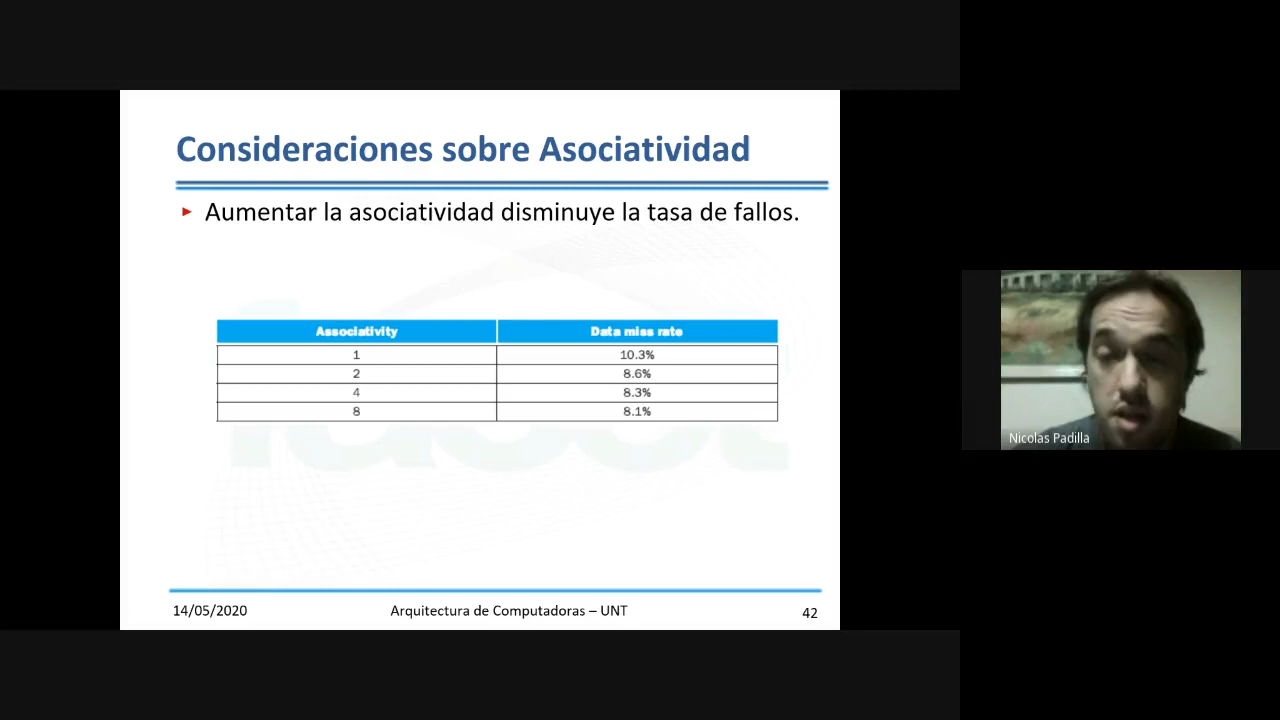 Consideraciones sobre Asociatividad
Aumentar la asociatividad disminuye la tasa de fallos.
Associativity Data miss rate
1 10.3%
2 8.6%
4 8.3%
8 8.1%
14/05/2020 Arquitectura de Computadoras – UNT 42
Nicolas Padilla